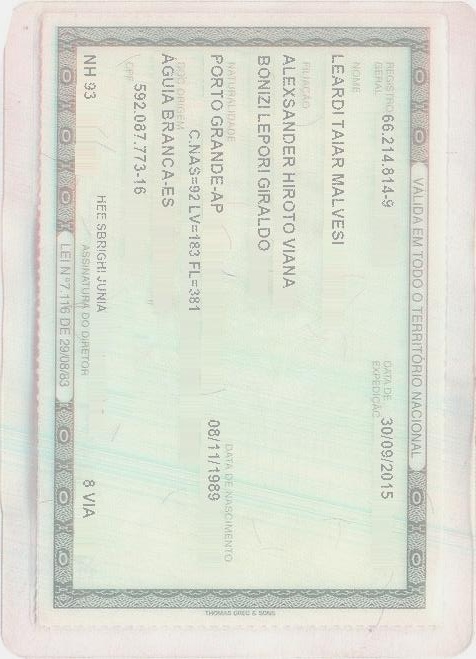 VÁLIDA EM TODO O TERRITÓRIO NACIONAL
REGISTRO GERAL 66.214.814-9 DATA DE EXPEDIÇÃO 30/09/2015
NOME
LEARDI TAIAR MALVESI
FILIAÇÃO
ALEXSANDER HIROTO VIANA
BONIZI LEPORI GIRALDO
NATURALIDADE DATA DE NASCIMENTO
PORTO GRANDE-AP 08/11/1989
DOC ORIGEM C.NAS=92 LV=183 FL=381
AGUIA BRANCA-ES
CPF 592.087.773-16
HEE SBRIGHI JUNIA
NH 93 ASSINATURA DO DIRETOR 8 VIA
LEI Nº 7.116 DE 29/08/83
THOMAS GREG & SONS